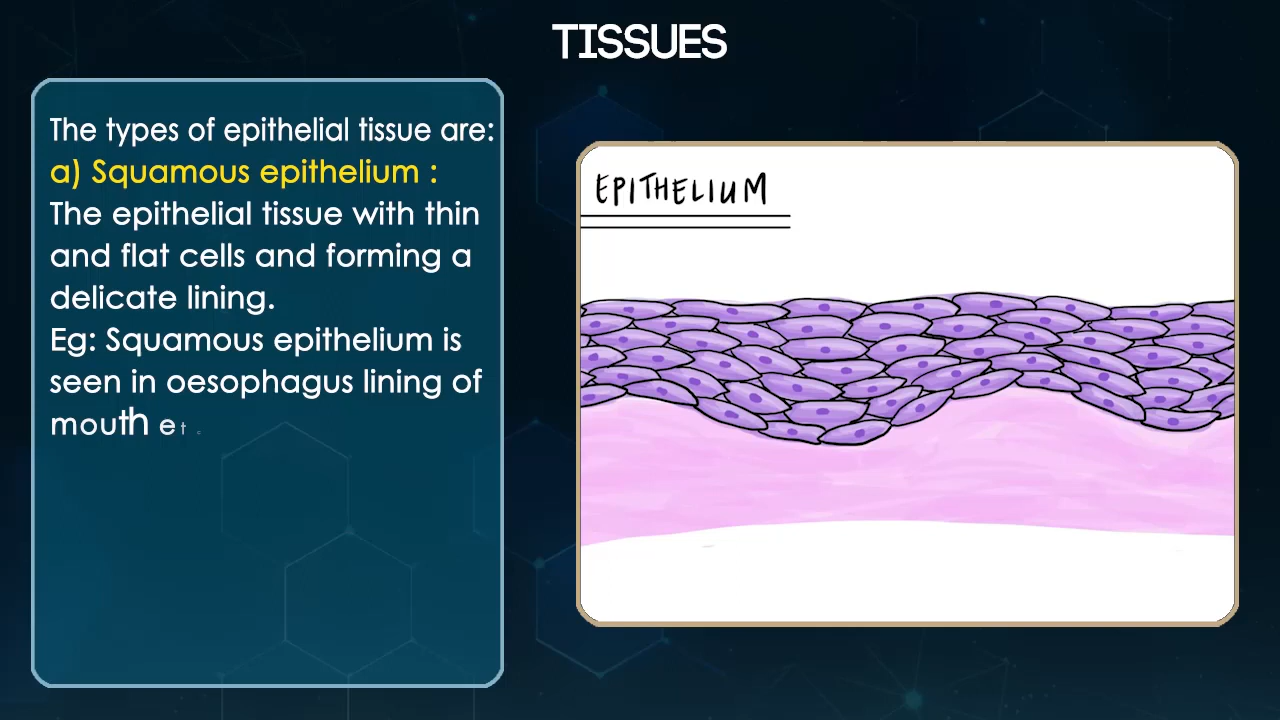 TISSUES
The types of epithelial tissue are:
a) Squamous epithelium :
The epithelial tissue with thin
and flat cells and forming a
delicate lining.
Eg: Squamous epithelium is
seen in oesophagus lining of
mouth etc
EPITHELIUM